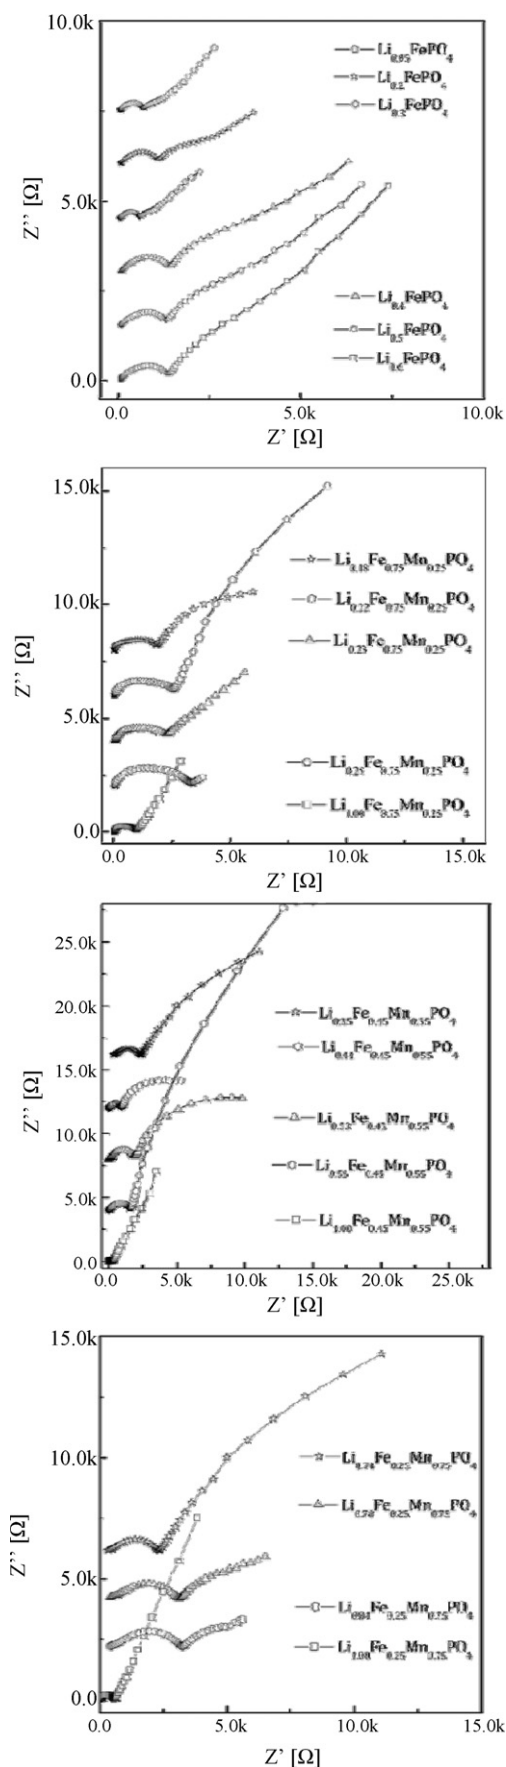 10.0k
Li₀.₀₅FePO₄
Li₀.₂FePO₄
Li₀.₃FePO₄
5.0k
Z'' [Ω]
Li₀.₄FePO₄
Li₀.₅FePO₄
Li₀.₆FePO₄
0.0
0.0 5.0k 10.0k
Z' [Ω]
15.0k
Li₀.₁₈Fe₀.₇₅Mn₀.₂₅PO₄
10.0k
Li₀.₂₂Fe₀.₇₅Mn₀.₂₅PO₄
Z'' [Ω]
Li₀.₂₃Fe₀.₇₅Mn₀.₂₅PO₄
5.0k
Li₀.₂₅Fe₀.₇₅Mn₀.₂₅PO₄
Li₁.₀₀Fe₀.₇₅Mn₀.₂₅PO₄
0.0
0.0 5.0k 10.0k 15.0k
Z' [Ω]
25.0k
20.0k
Li₀.₃₅Fe₀.₄₅Mn₀.₅₅PO₄
Li₀.₄₄Fe₀.₄₅Mn₀.₅₅PO₄
15.0k
Z'' [Ω]
Li₀.₅₂Fe₀.₄₅Mn₀.₅₅PO₄
10.0k
Li₀.₅₅Fe₀.₄₅Mn₀.₅₅PO₄
5.0k
Li₁.₀₀Fe₀.₄₅Mn₀.₅₅PO₄
0.0
0.0 5.0k 10.0k 15.0k 20.0k 25.0k
Z' [Ω]
15.0k
10.0k
Li₀.₇₄Fe₀.₂₅Mn₀.₇₅PO₄
Li₀.₇₈Fe₀.₂₅Mn₀.₇₅PO₄
Z'' [Ω]
5.0k
Li₀.₈₄Fe₀.₂₅Mn₀.₇₅PO₄
Li₁.₀₀Fe₀.₂₅Mn₀.₇₅PO₄
0.0
0.0 5.0k 10.0k 15.0k
Z' [Ω]